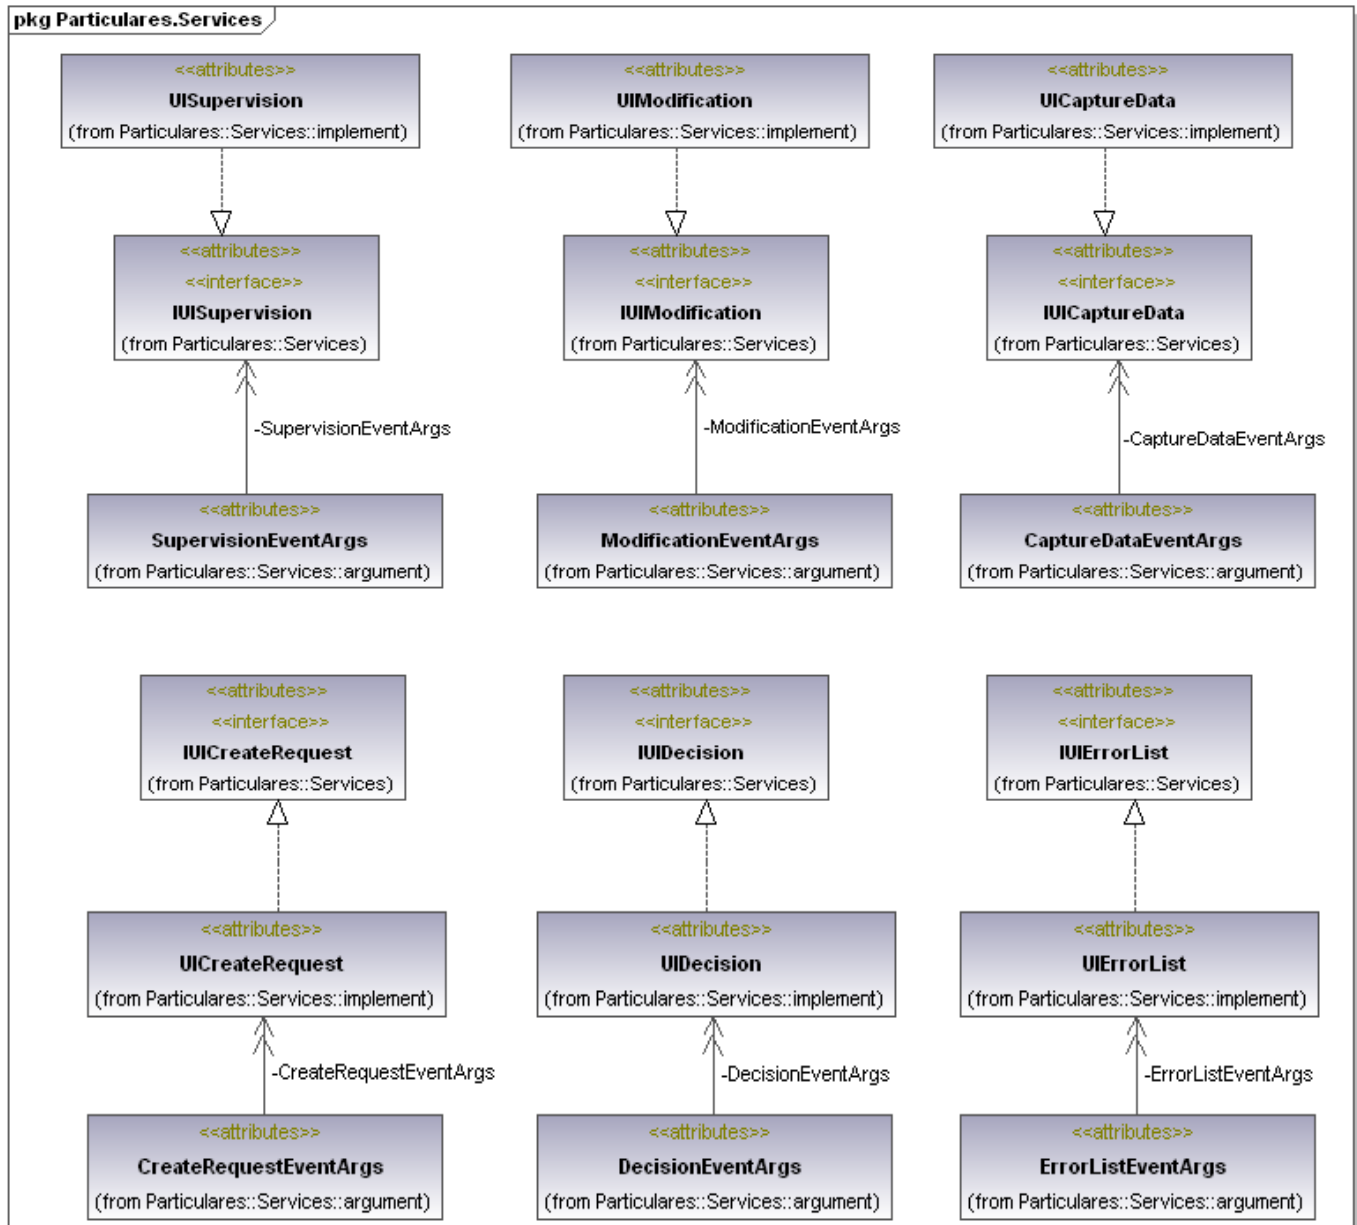 pkg Particulares.Services
<<attributes>>
UISupervision
(from Particulares::Services::implement)
<<attributes>>
UIModification
(from Particulares::Services::implement)
<<attributes>>
UICaptureData
(from Particulares::Services::implement)
<<attributes>>
<<interface>>
IUISupervision
(from Particulares::Services)
<<attributes>>
<<interface>>
IUIModification
(from Particulares::Services)
<<attributes>>
<<interface>>
IUICaptureData
(from Particulares::Services)
-SupervisionEventArgs
-ModificationEventArgs
-CaptureDataEventArgs
<<attributes>>
SupervisionEventArgs
(from Particulares::Services::argument)
<<attributes>>
ModificationEventArgs
(from Particulares::Services::argument)
<<attributes>>
CaptureDataEventArgs
(from Particulares::Services::argument)
<<attributes>>
<<interface>>
IUICreateRequest
(from Particulares::Services)
<<attributes>>
<<interface>>
IUIDecision
(from Particulares::Services)
<<attributes>>
<<interface>>
IUIErrorList
(from Particulares::Services)
<<attributes>>
UICreateRequest
(from Particulares::Services::implement)
<<attributes>>
UIDecision
(from Particulares::Services::implement)
<<attributes>>
UIErrorList
(from Particulares::Services::implement)
-CreateRequestEventArgs
-DecisionEventArgs
-ErrorListEventArgs
<<attributes>>
CreateRequestEventArgs
(from Particulares::Services::argument)
<<attributes>>
DecisionEventArgs
(from Particulares::Services::argument)
<<attributes>>
ErrorListEventArgs
(from Particulares::Services::argument)